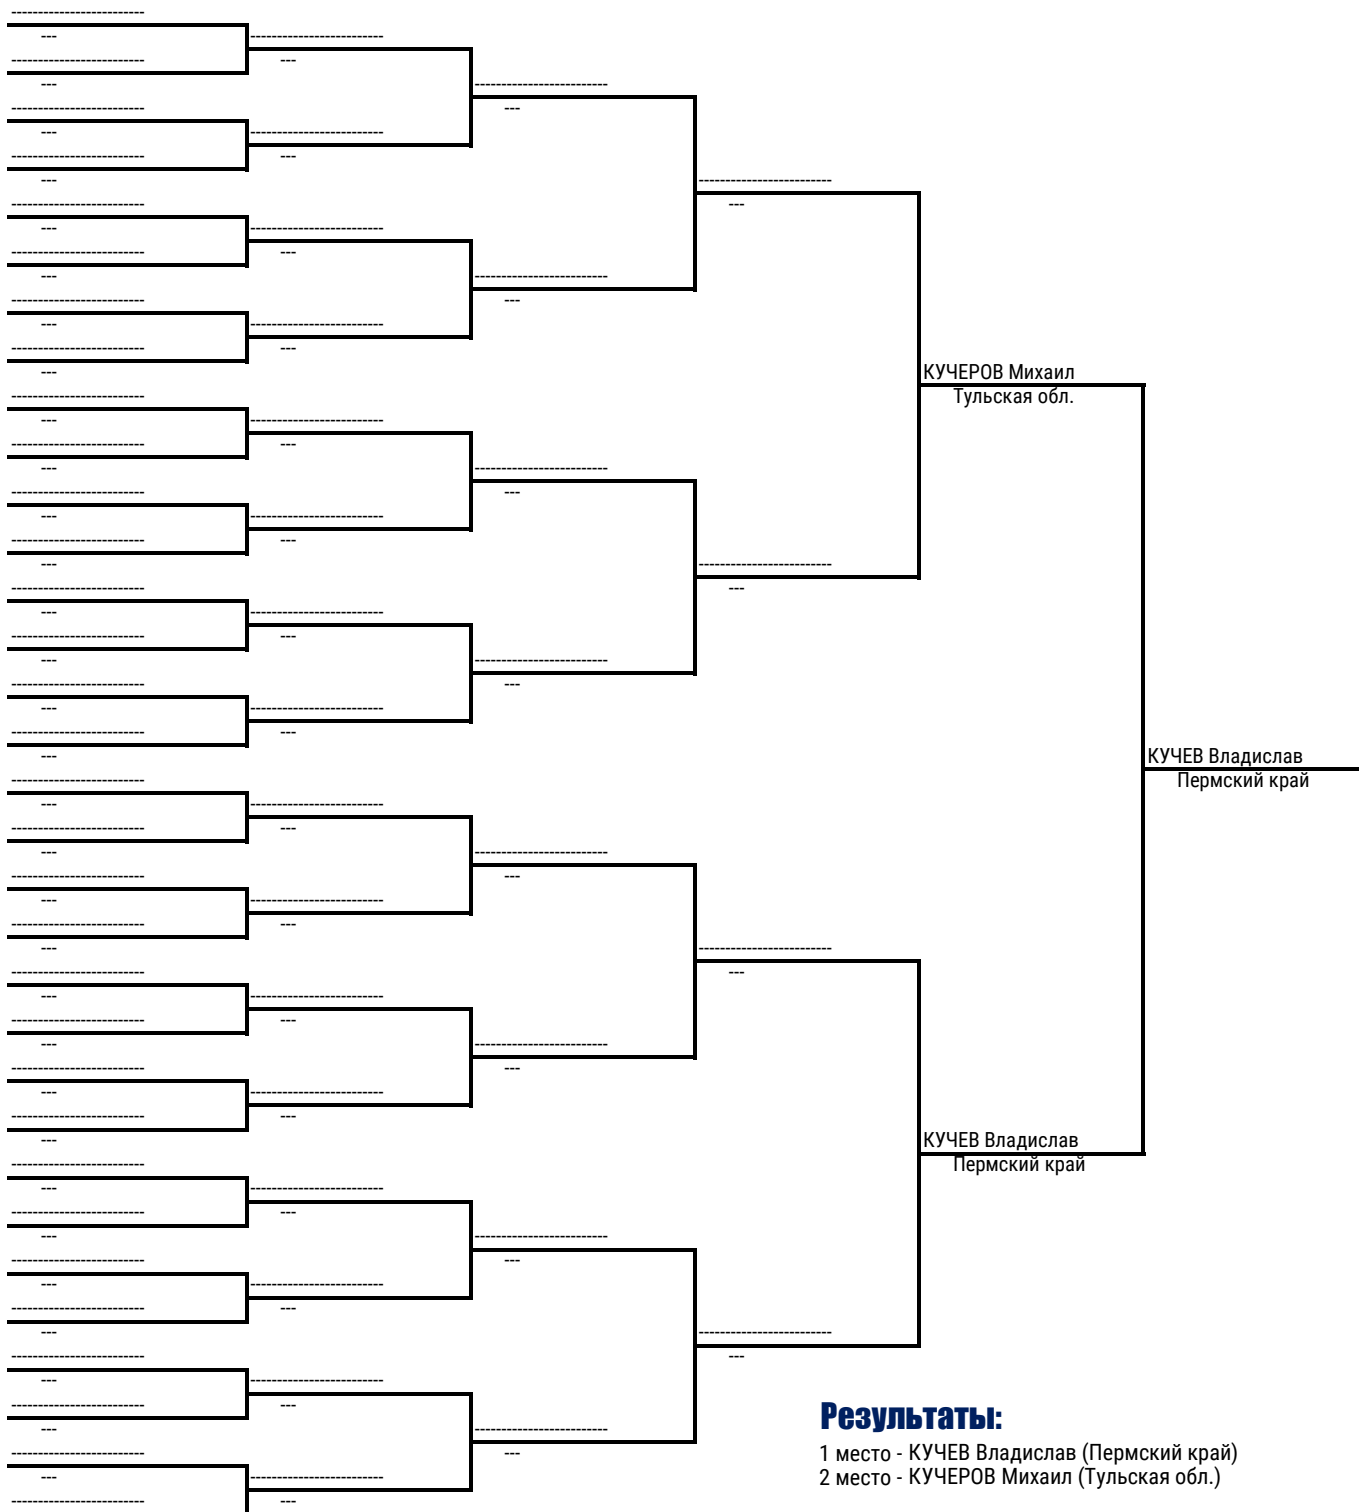 КУЧЕРОВ Михаил
Тульская обл.
КУЧЕВ Владислав
Пермский край
КУЧЕВ Владислав
Пермский край
Результаты:
1 место - КУЧЕВ Владислав (Пермский край)
2 место - КУЧЕРОВ Михаил (Тульская обл.)